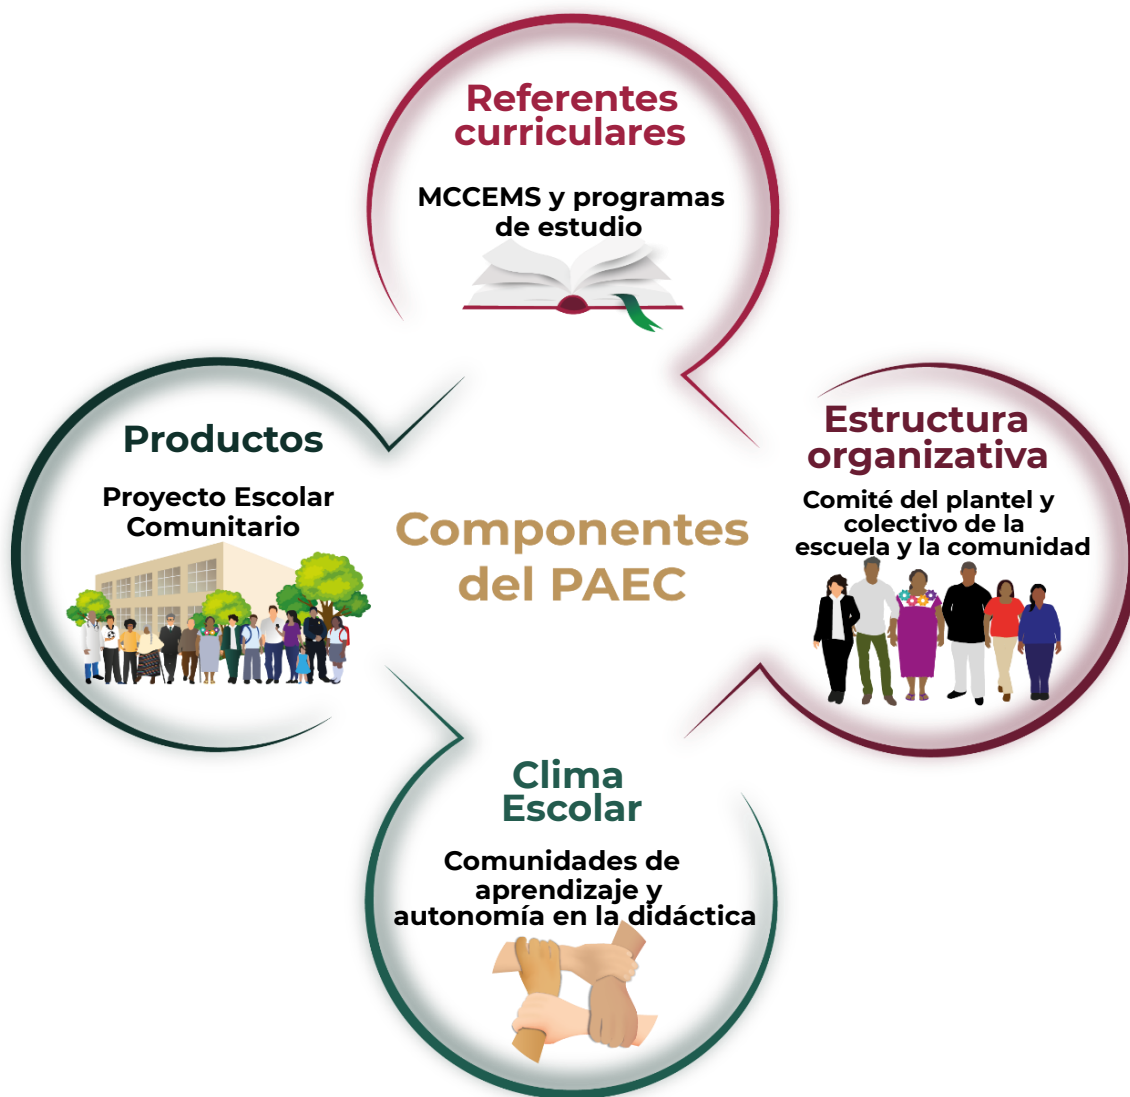 Referentes
curriculares
MCCEMS y programas
de estudio
Productos
Proyecto Escolar
Comunitario
Componentes
del PAEC
Estructura
organizativa
Comité del plantel y
colectivo de la
escuela y la comunidad
Clima
Escolar
Comunidades de
aprendizaje y
autonomía en la didáctica